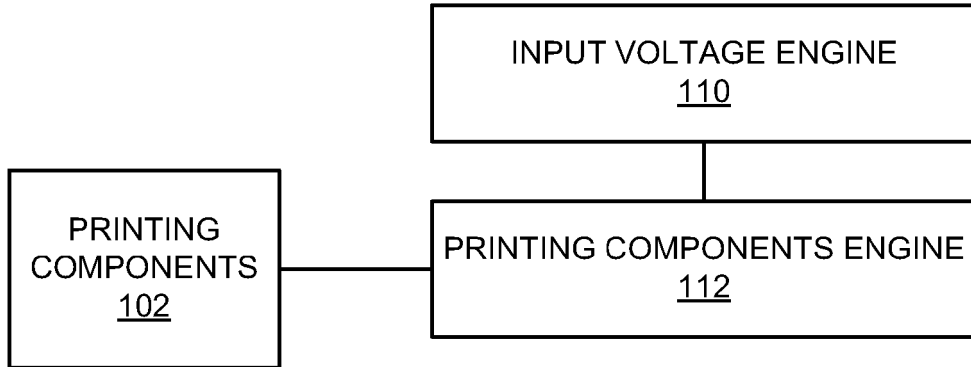 INPUT VOLTAGE ENGINE
110
PRINTING
COMPONENTS
102
PRINTING COMPONENTS ENGINE
112